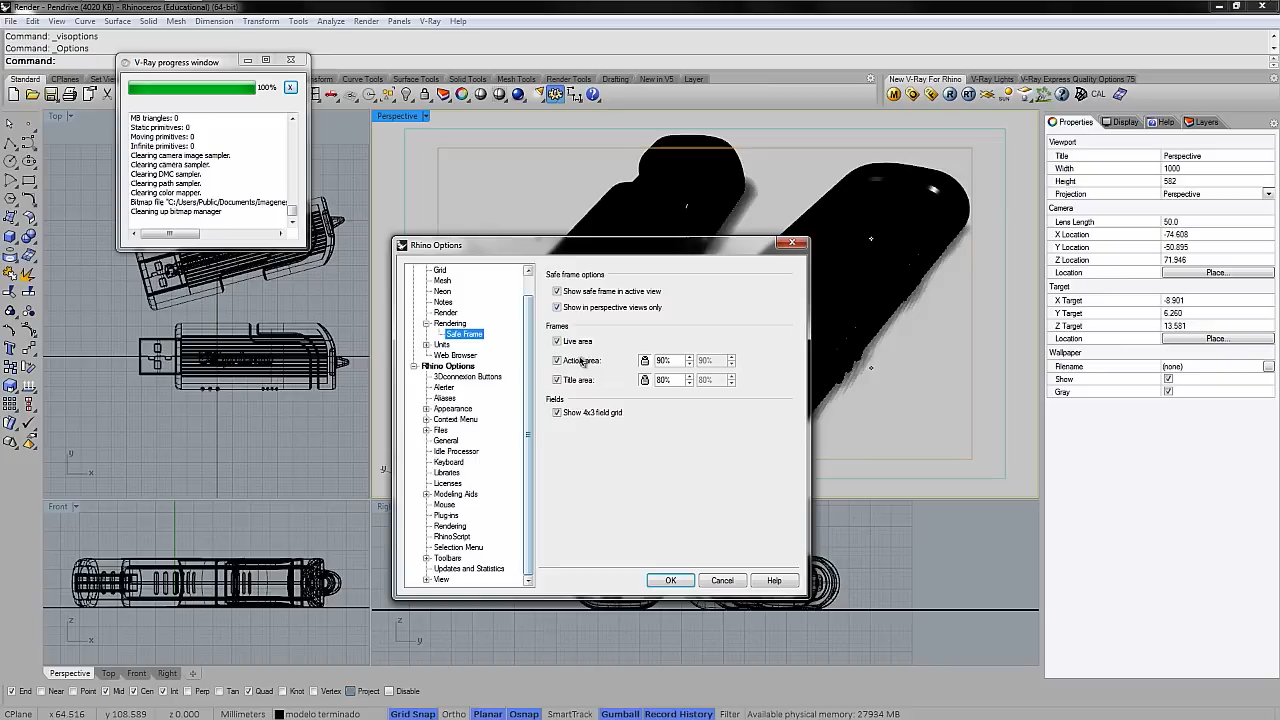 Render - Pendrive (4020 KB) - Rhinoceros (Educational) (64-bit)
File Edit View Curve Surface Solid Mesh Dimension Transform Tools Analyze Render Panels V-Ray Help
Command: _visoptions
Command: _Options
Command:
Standard CPlanes Set Vie
nsform Curve Tools Surface Tools Solid Tools Mesh Tools Render Tools Drafting New in V5 Layer
New V-Ray For Rhino V-Ray Lights V-Ray Express Quality Options 75
V-Ray progress window
100%
MB triangles: 0
Static primitives: 0
Moving primitives: 0
Infinite primitives: 0
Clearing camera image sampler.
Clearing camera sampler.
Clearing DMC sampler.
Clearing path sampler.
Clearing color mapper.
Bitmap file "C:/Users/Public/Documents/Imagene
Cleaning up bitmap manager
Top
Perspective
Front
Rig
Rhino Options
Grid
Mesh
Neon
Notes
Render
Rendering
Safe Frame
Units
Web Browser
Rhino Options
3Dconnexion Buttons
Alerter
Aliases
Appearance
Context Menu
Files
General
Idle Processor
Keyboard
Libraries
Licenses
Modeling Aids
Mouse
Plug-ins
Rendering
RhinoScript
Selection Menu
Toolbars
Updates and Statistics
View
Safe frame options
Show safe frame in active view
Show in perspective views only
Frames
Live area
Action area: 90% 90%
Title area: 80% 80%
Fields
Show 4x3 field grid
OK Cancel Help
Properties Display Help Layers
Viewport
Title Perspective
Width 1000
Height 582
Projection Perspective
Camera
Lens Length 50.0
X Location -74.608
Y Location -50.895
Z Location 71.946
Location Place...
Target
X Target -8.901
Y Target 6.260
Z Target 13.581
Location Place...
Wallpaper
Filename (none)
Show
Gray
y
x
y
z
x
z
y
Perspective Top Front Right
End Near Point Mid Cen Int Perp Tan Quad Knot Vertex Project Disable
CPlane x 64.516 y 108.589 z 0.000 Millimeters modelo terminado Grid Snap Ortho Planar Osnap SmartTrack Gumball Record History Filter Available physical memory: 27934 MB